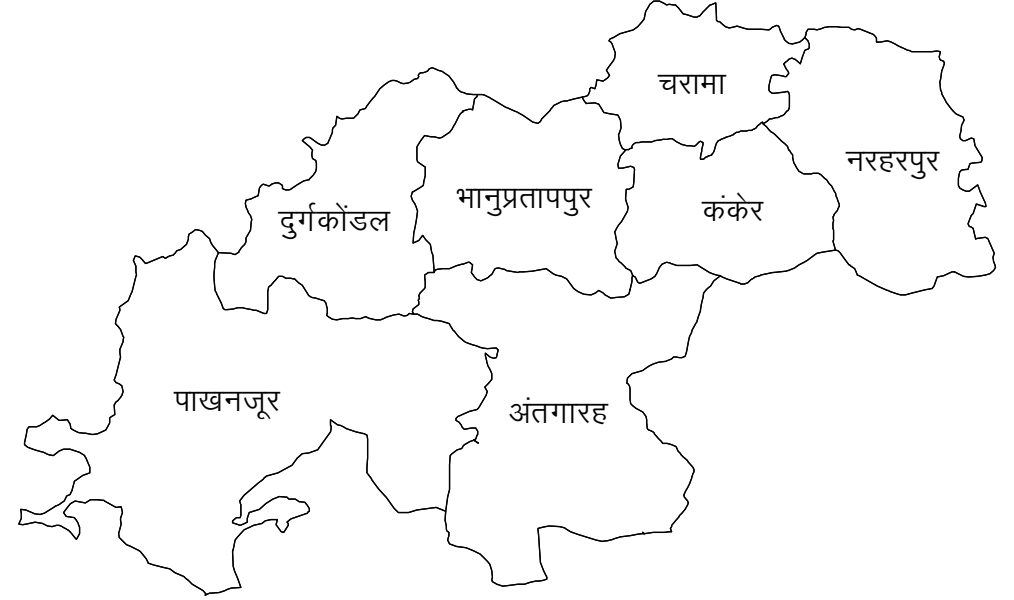 चरामा
नरहरपुर
भानुप्रतापपुर
कंकेर
दुर्गकोंडल
पाखनजूर
अंतगारह